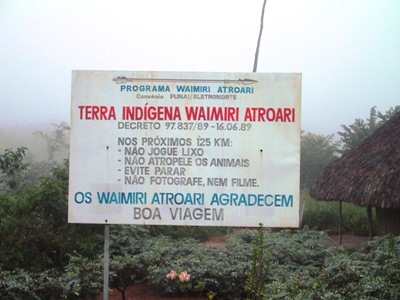 PROGRAMA WAIMIRI ATROARI
Convênio FUNAI/ELETRONORTE
TERRA INDÍGENA WAIMIRI ATROARI
DECRETO 97.837/89 -16.06.89
NOS PRÓXIMOS 125 KM:
- NÃO JOGUE LIXO
- NÃO ATROPELE OS ANIMAIS
- EVITE PARAR
- NÃO FOTOGRAFE, NEM FILME.
OS WAIMIRI ATROARI AGRADECEM
BOA VIAGEM